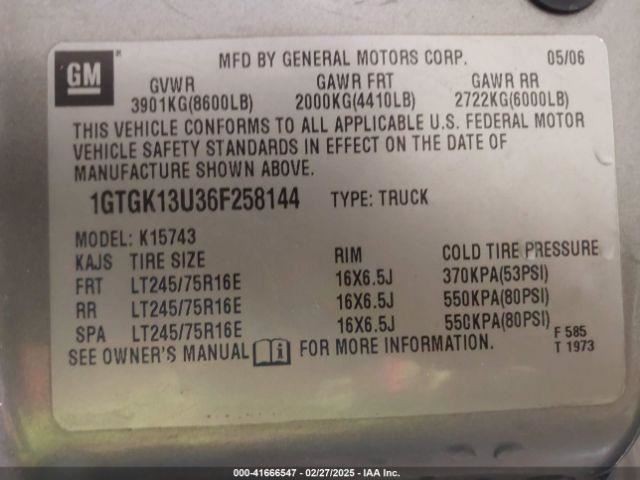 GM ® MFD BY GENERAL MOTORS CORP. 05/06
GVWR GAWR FRT GAWR RR
3901KG(8600LB) 2000KG(4410LB) 2722KG(6000LB)
THIS VEHICLE CONFORMS TO ALL APPLICABLE U.S. FEDERAL MOTOR
VEHICLE SAFETY STANDARDS IN EFFECT ON THE DATE OF
MANUFACTURE SHOWN ABOVE.
1GTGK13U36F258144 TYPE: TRUCK
MODEL: K15743
KAJS TIRE SIZE RIM COLD TIRE PRESSURE
FRT LT245/75R16E 16X6.5J 370KPA(53PSI)
RR LT245/75R16E 16X6.5J 550KPA(80PSI)
SPA LT245/75R16E 16X6.5J 550KPA(80PSI)
F 585
SEE OWNER'S MANUAL i FOR MORE INFORMATION. T 1973
000-41666547 - 02/27/2025 - IAA Inc.